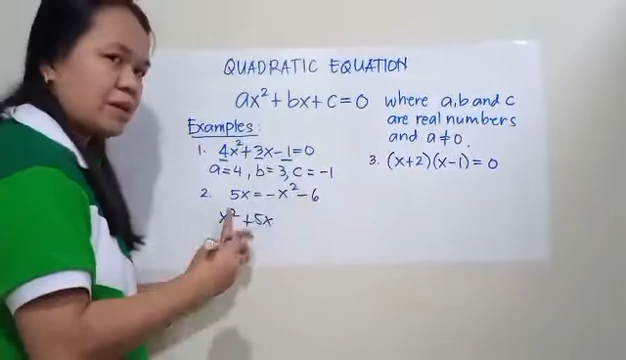 QUADRATIC EQUATION
ax²+bx+c=0 where a,b and c
are real numbers
and a≠0.
Examples:
1. 4x²+3x-1=0
a=4, b=3, c=-1
2. 5x=-x²-6
x²+5x
3. (x+2)(x-1)=0